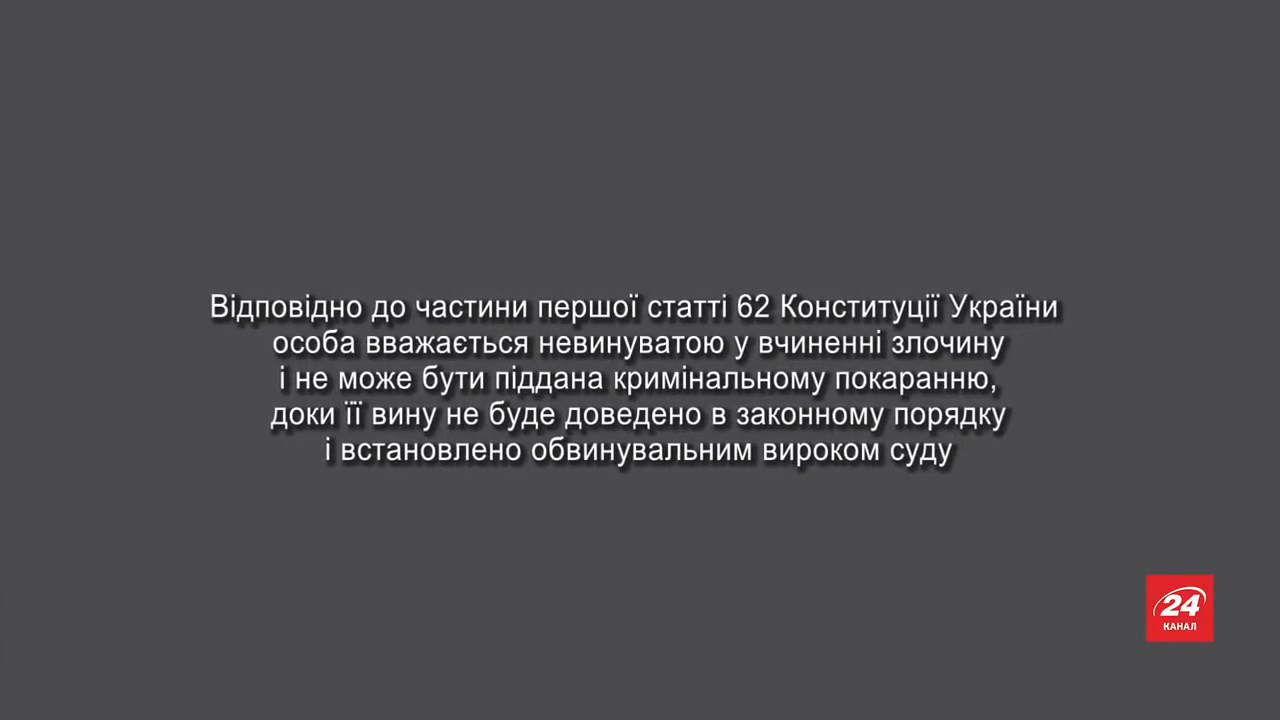 Відповідно до частини першої статті 62 Конституції України
особа вважається невинуватою у вчиненні злочину
і не може бути піддана кримінальному покаранню,
доки її вину не буде доведено в законному порядку
і встановлено обвинувальним вироком суду
24
КАНАЛ